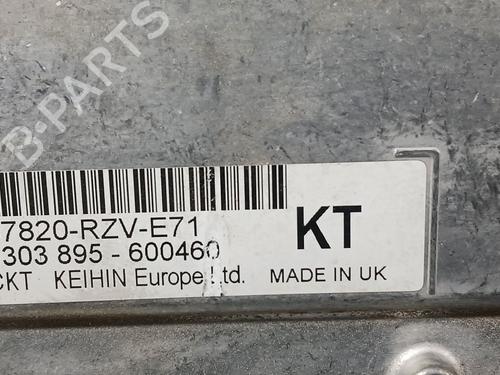 B-PARTS
7820-RZV-E71
303 895 - 600460
KT
CKT KEIHIN Europe Ltd. MADE IN UK